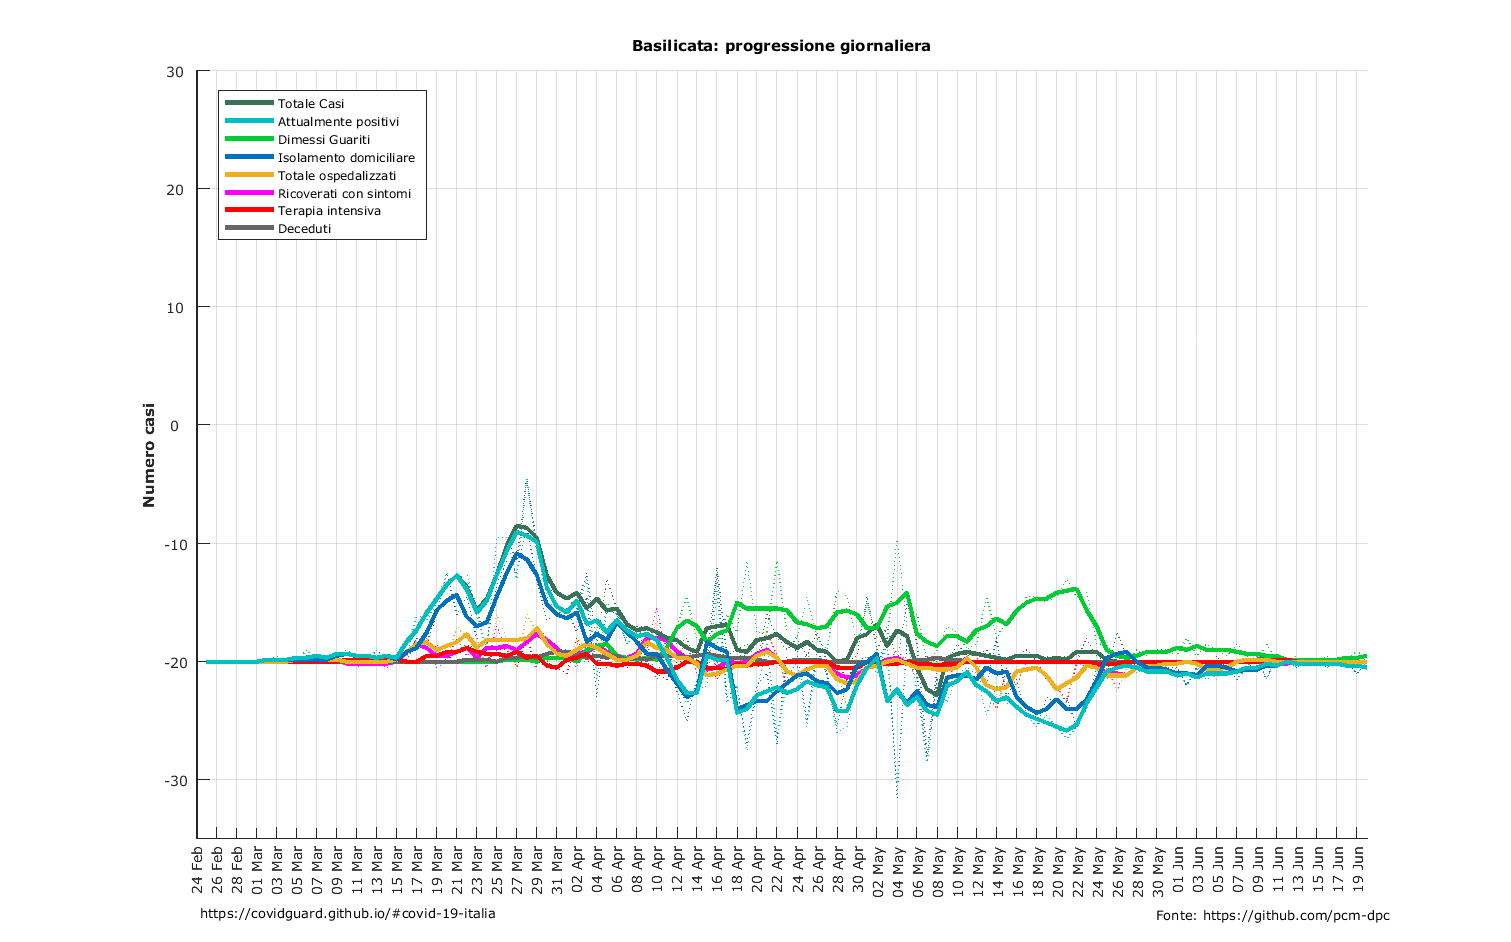 Basilicata: progressione giornaliera
Numero casi
30
20
10
0
-10
-20
-30
Totale Casi
Attualmente positivi
Dimessi Guariti
Isolamento domiciliare
Totale ospedalizzati
Ricoverati con sintomi
Terapia intensiva
Deceduti
24 Feb
26 Feb
28 Feb
01 Mar
03 Mar
05 Mar
07 Mar
09 Mar
11 Mar
13 Mar
15 Mar
17 Mar
19 Mar
21 Mar
23 Mar
25 Mar
27 Mar
29 Mar
31 Mar
02 Apr
04 Apr
06 Apr
08 Apr
10 Apr
12 Apr
14 Apr
16 Apr
18 Apr
20 Apr
22 Apr
24 Apr
26 Apr
28 Apr
30 Apr
02 May
04 May
06 May
08 May
10 May
12 May
14 May
16 May
18 May
20 May
22 May
24 May
26 May
28 May
30 May
01 Jun
03 Jun
05 Jun
07 Jun
09 Jun
11 Jun
13 Jun
15 Jun
17 Jun
19 Jun
https://covidguard.github.io/#covid-19-italia
Fonte: https://github.com/pcm-dpc